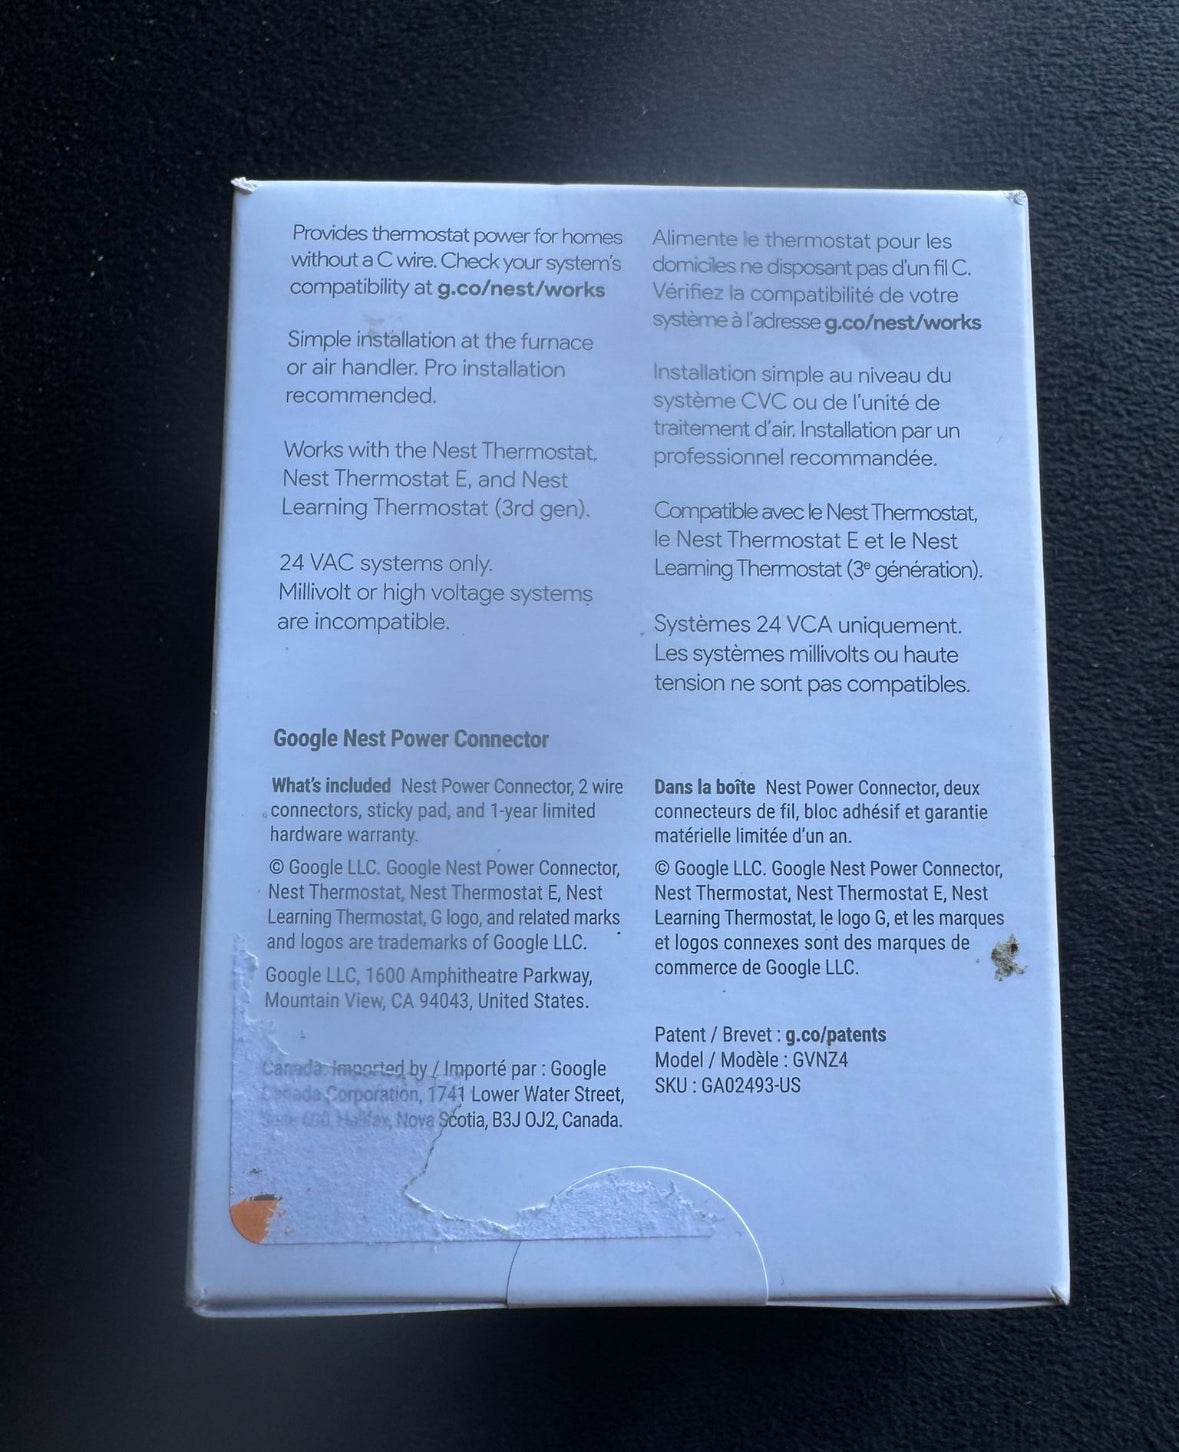 Provides thermostat power for homes
without a C wire. Check your system's
compatibility at g.co/nest/works
Simple installation at the furnace
or air handler. Pro installation
recommended.
Works with the Nest Thermostat,
Nest Thermostat E, and Nest
Learning Thermostat (3rd gen).
24 VAC systems only.
Millivolt or high voltage systems
are incompatible.
Alimente le thermostat pour les
domiciles ne disposant pas d'un fil C.
Vérifiez la compatibilité de votre
système à l'adresse g.co/nest/works
Installation simple au niveau du
système CVC ou de l'unité de
traitement d'air. Installation par un
professionnel recommandée.
Compatible avec le Nest Thermostat,
le Nest Thermostat E et le Nest
Learning Thermostat (3e génération).
Systèmes 24 VCA uniquement.
Les systèmes millivolts ou haute
tension ne sont pas compatibles.
Google Nest Power Connector
What's included Nest Power Connector, 2 wire
connectors, sticky pad, and 1-year limited
hardware warranty.
© Google LLC. Google Nest Power Connector,
Nest Thermostat, Nest Thermostat E, Nest
Learning Thermostat, G logo, and related marks
and logos are trademarks of Google LLC.
Google LLC, 1600 Amphitheatre Parkway,
Mountain View, CA 94043, United States.
Canada: Imported by / Importé par : Google
Canada Corporation, 1741 Lower Water Street,
Halifax, Nova Scotia, B3J 0J2, Canada.
Dans la boîte Nest Power Connector, deux
connecteurs de fil, bloc adhésif et garantie
matérielle limitée d'un an.
© Google LLC. Google Nest Power Connector,
Nest Thermostat, Nest Thermostat E, Nest
Learning Thermostat, le logo G, et les marques
et logos connexes sont des marques de
commerce de Google LLC.
Patent / Brevet : g.co/patents
Model / Modèle : GVNZ4
SKU : GA02493-US